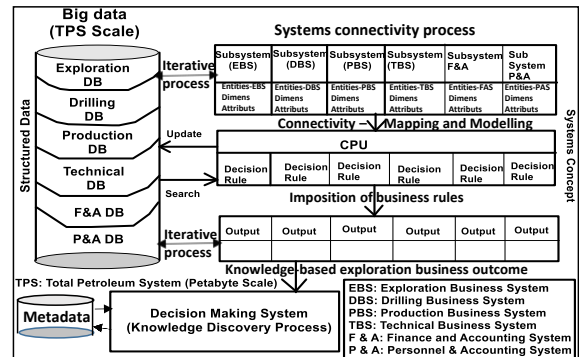 Big data
(TPS Scale)
Systems connectivity process
Structured Data
Exploration
DB
Drilling
DB
Production
DB
Technical
DB
F&A DB
P&A DB
Iterative
process
Update
Search
Iterative
process
Subsystem
(EBS)
Subsystem
(DBS)
Subsystem
(PBS)
Subsystem
(TBS)
Subsystem
F&A
Sub
System
P&A
Entities-EBS
Dimens
Attributs
Entities-DBS
Dimens
Attributs
Entities-PBS
Dimens
Attributs
Entities-TBS
Dimens
Attributs
Entities-FAS
Dimens
Attributs
Entities-PAS
Dimens
Attributs
Connectivity – Mapping and Modelling
CPU
Decision
Rule
Decision
Rule
Decision
Rule
Decision
Rule
Decision
Rule
Decision
Rule
Imposition of business rules
Output
Output
Output
Output
Output
Output
Systems Concept
Knowledge-based exploration business outcome
TPS: Total Petroleum System (Petabyte Scale)
Metadata
Decision Making System
(Knowledge Discovery Process)
EBS: Exploration Business System
DBS: Drilling Business System
PBS: Production Business System
TBS: Technical Business System
F & A: Finance and Accounting System
P & A: Personnel & Accounting System